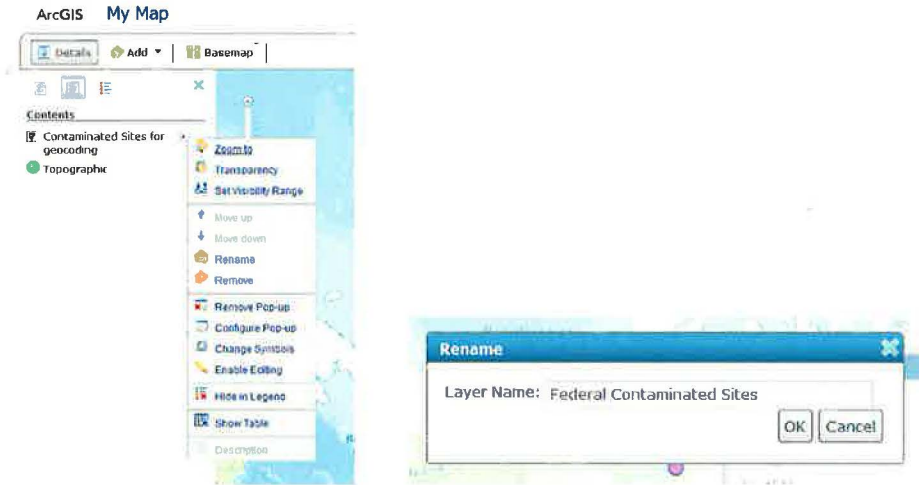 ArcGIS My Map
Details Add Basemap
Contents
Contaminated Sites for
geocoding
Topographic
Zoom to
Transparency
Set Visibility Range
Move up
Move down
Rename
Remove
Remove Pop-up
Configure Pop-up
Change Symbols
Enable Editing
Hide in Legend
Show Table
Description
Rename
Layer Name: Federal Contaminated Sites
OK Cancel